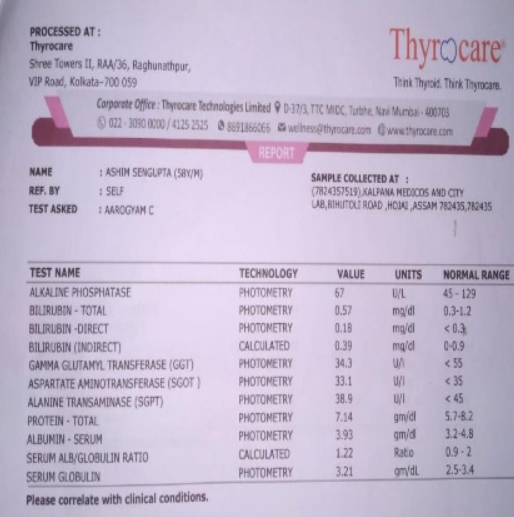 PROCESSED AT :
Thyrocare
Shree Towers II, RAA/36, Raghunathpur,
VIP Road, Kolkata-700 059
Thyrocare
Think Thyroid. Think Thyrocare.
Corporate Office : Thyrocare Technologies Limited D-37/3, TTC MIDC, Turbhe, Navi Mumbai - 400703
022 - 3090 0000 / 4125 2525 8691866066 wellness@thyrocare.com www.thyrocare.com
REPORT
NAME : ASHIM SENGUPTA (58Y/M)
REF. BY : SELF
TEST ASKED : AAROGYAM C
SAMPLE COLLECTED AT :
(7824357519),KALPANA MEDICOS AND CITY
LAB,BIHUTOLI ROAD ,HOJAI ,ASSAM 782435,782435
TEST NAME TECHNOLOGY VALUE UNITS NORMAL RANGE
ALKALINE PHOSPHATASE PHOTOMETRY 67 U/L 45 - 129
BILIRUBIN - TOTAL PHOTOMETRY 0.57 mg/dl 0.3-1.2
BILIRUBIN -DIRECT PHOTOMETRY 0.18 mg/dl < 0.3
BILIRUBIN (INDIRECT) CALCULATED 0.39 mg/dl 0-0.9
GAMMA GLUTAMYL TRANSFERASE (GGT) PHOTOMETRY 34.3 U/l < 55
ASPARTATE AMINOTRANSFERASE (SGOT ) PHOTOMETRY 33.1 U/l < 35
ALANINE TRANSAMINASE (SGPT) PHOTOMETRY 38.9 U/l < 45
PROTEIN - TOTAL PHOTOMETRY 7.14 gm/dl 5.7-8.2
ALBUMIN - SERUM PHOTOMETRY 3.93 gm/dl 3.2-4.8
SERUM ALB/GLOBULIN RATIO CALCULATED 1.22 Ratio 0.9 - 2
SERUM GLOBULIN PHOTOMETRY 3.21 gm/dL 2.5-3.4
Please correlate with clinical conditions.